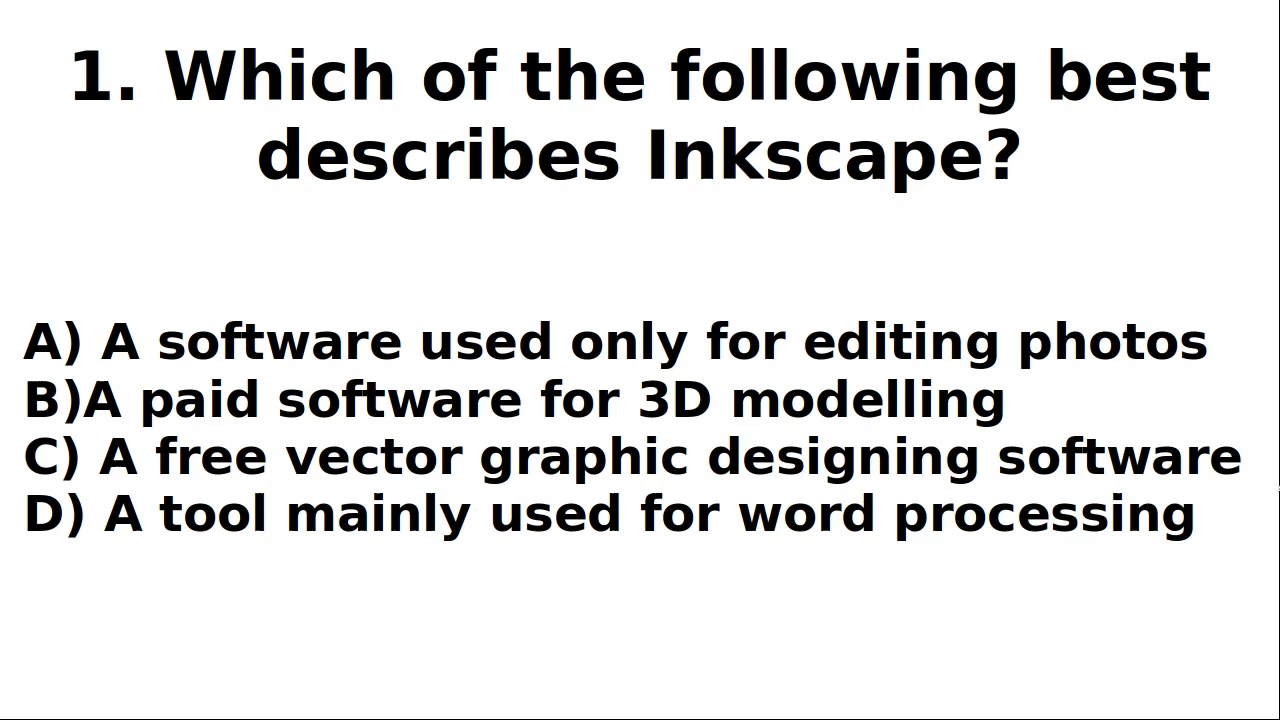 1. Which of the following best
describes Inkscape?
A) A software used only for editing photos
B)A paid software for 3D modelling
C) A free vector graphic designing software
D) A tool mainly used for word processing